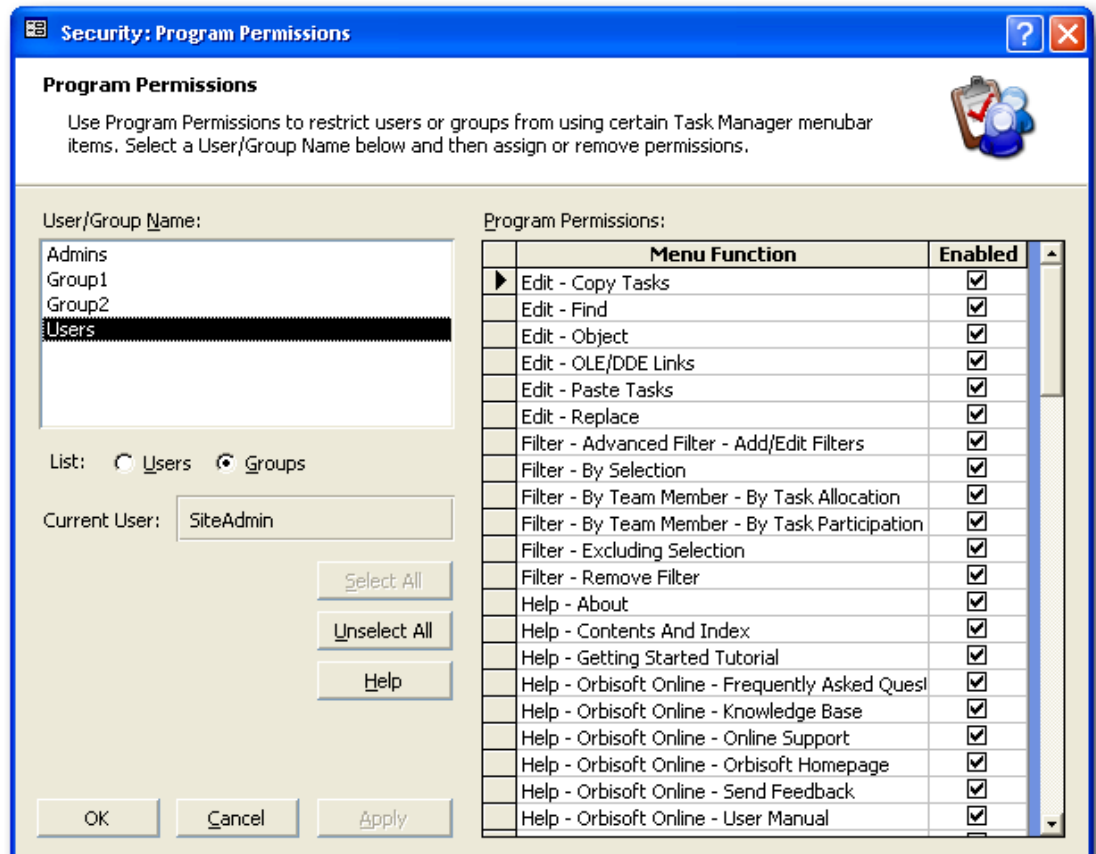 Security: Program Permissions
Program Permissions
Use Program Permissions to restrict users or groups from using certain Task Manager menubar
items. Select a User/Group Name below and then assign or remove permissions.
User/Group Name:
Admins
Group1
Group2
Users
List: Users Groups
Current User: SiteAdmin
Select All
Unselect All
Help
OK Cancel Apply
Program Permissions:
Menu Function Enabled
Edit - Copy Tasks
Edit - Find
Edit - Object
Edit - OLE/DDE Links
Edit - Paste Tasks
Edit - Replace
Filter - Advanced Filter - Add/Edit Filters
Filter - By Selection
Filter - By Team Member - By Task Allocation
Filter - By Team Member - By Task Participation
Filter - Excluding Selection
Filter - Remove Filter
Help - About
Help - Contents And Index
Help - Getting Started Tutorial
Help - Orbisoft Online - Frequently Asked Quest
Help - Orbisoft Online - Knowledge Base
Help - Orbisoft Online - Online Support
Help - Orbisoft Online - Orbisoft Homepage
Help - Orbisoft Online - Send Feedback
Help - Orbisoft Online - User Manual